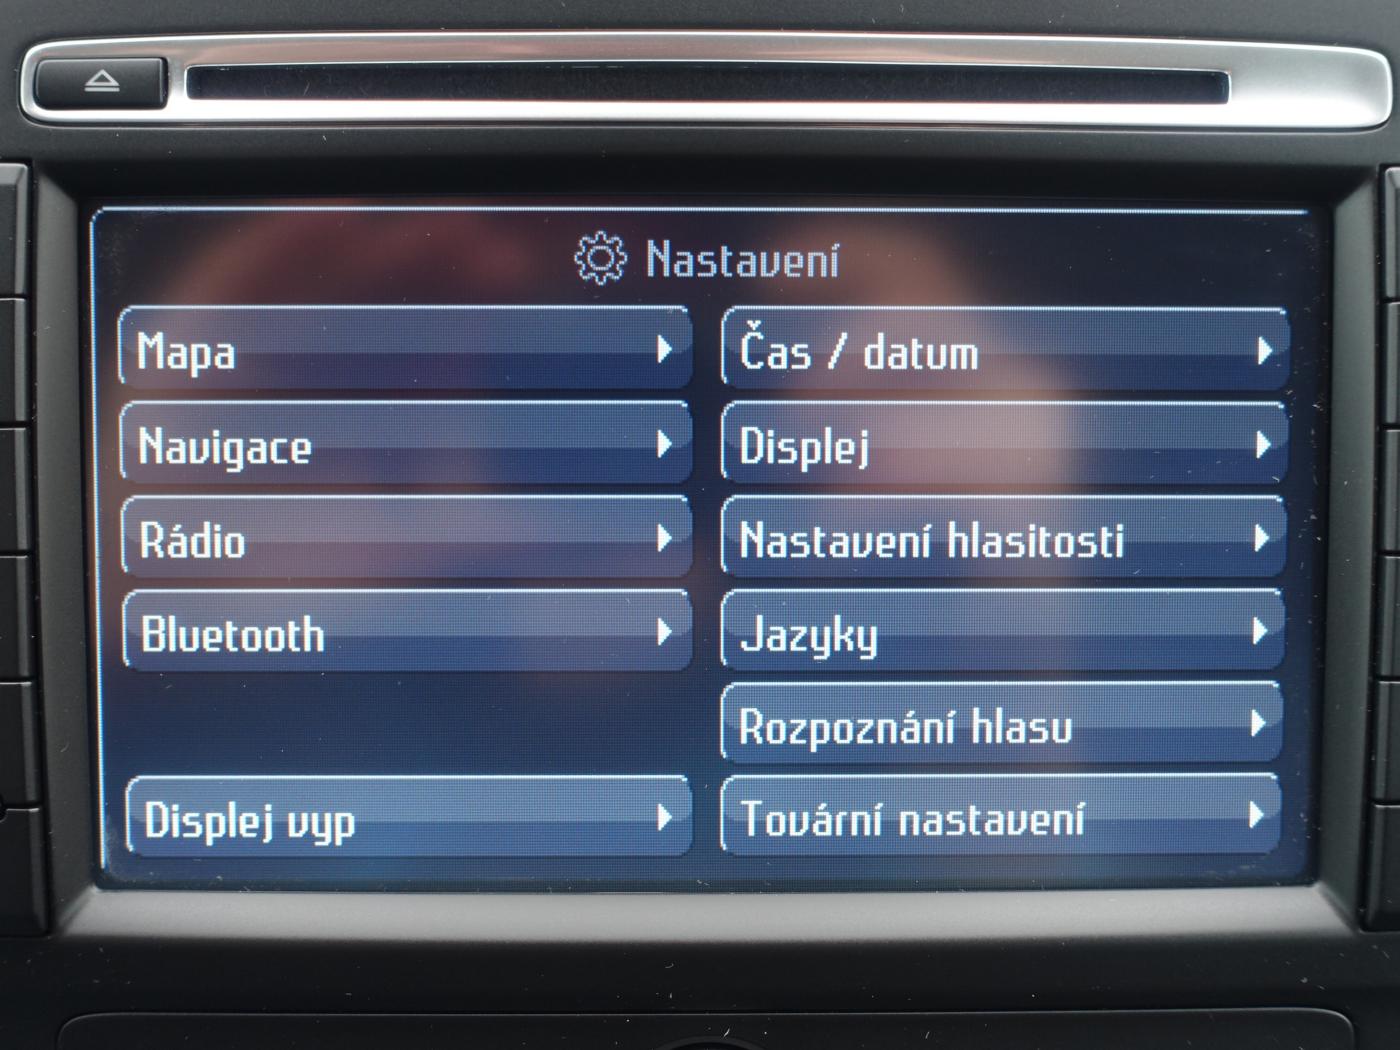 Nastavení
Mapa
Navigace
Rádio
Bluetooth
Displej vyp
Čas / datum
Displej
Nastavení hlasitosti
Jazyky
Rozpoznání hlasu
Tovární nastavení